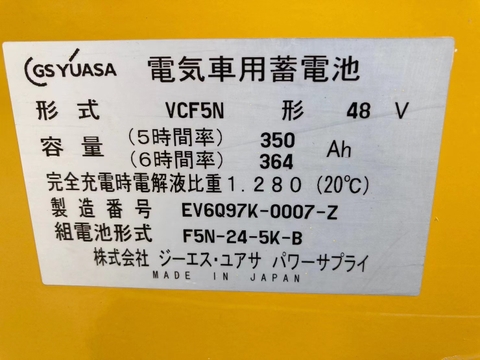 GS YUASA 電気車用蓄電池
形式 VCF5N 形 48 V
容量 (5時間率) 350 Ah
(6時間率) 364
完全充電時電解液比重1.280 (20℃)
製造番号 EV6Q97K-0007-Z
組電池形式 F5N-24-5K-B
株式会社 ジーエス・ユアサ パワーサプライ
MADE IN JAPAN